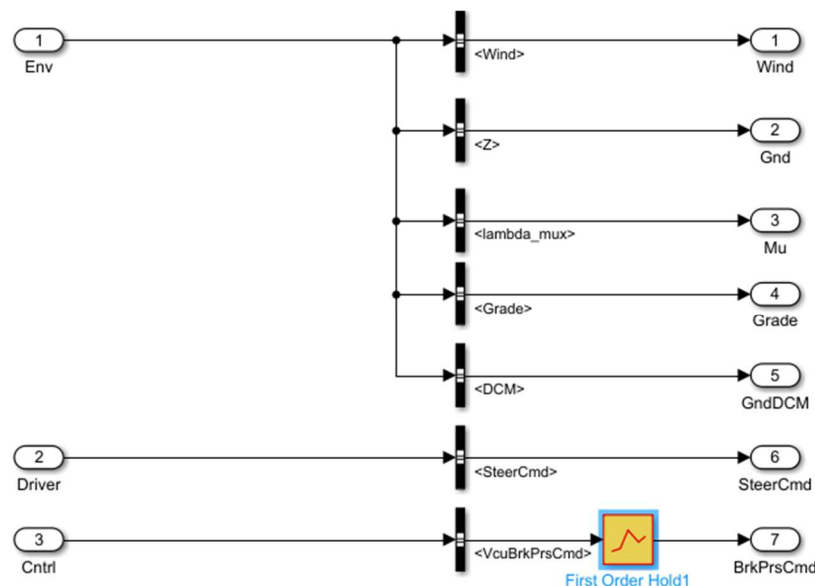 1
Env
<Wind>
1
Wind
<Z>
2
Gnd
<lambda_mux>
3
Mu
<Grade>
4
Grade
<DCM>
5
GndDCM
2
Driver
<SteerCmd>
6
SteerCmd
3
Cntrl
<VcuBrkPrsCmd>
First Order Hold1
7
BrkPrsCmd